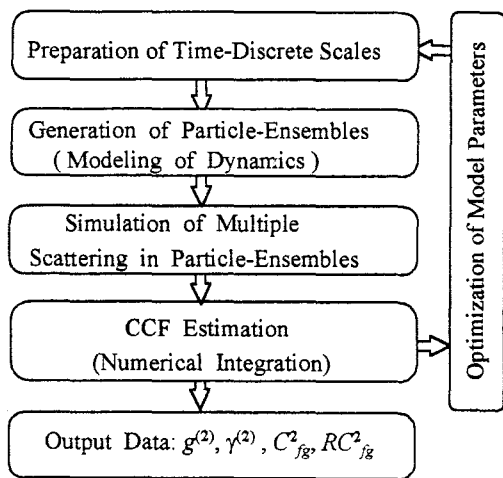 Preparation of Time-Discrete Scales
Generation of Particle-Ensembles
( Modeling of Dynamics )
Simulation of Multiple
Scattering in Particle-Ensembles
CCF Estimation
(Numerical Integration)
Output Data: g⁽²⁾, γ⁽²⁾ , C²fg, RC²fg
Optimization of Model Parameters